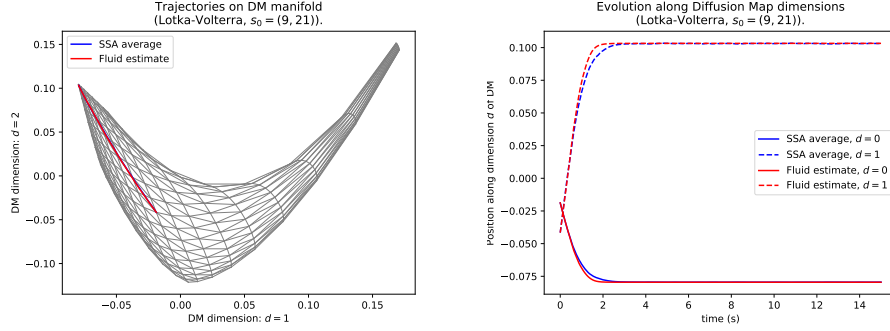 Trajectories on DM manifold
(Lotka-Volterra, s₀ = (9, 21)).
SSA average
Fluid estimate
0.15
0.10
0.05
0.00
−0.05
−0.10
DM dimension: d = 2
−0.05
0.00
0.05
0.10
0.15
DM dimension: d = 1
Evolution along Diffusion Map dimensions
(Lotka-Volterra, s₀ = (9, 21)).
0.100
0.075
0.050
0.025
0.000
−0.025
−0.050
−0.075
Position along dimension d of DM
SSA average, d = 0
SSA average, d = 1
Fluid estimate, d = 0
Fluid estimate, d = 1
0
2
4
6
8
10
12
14
time (s)